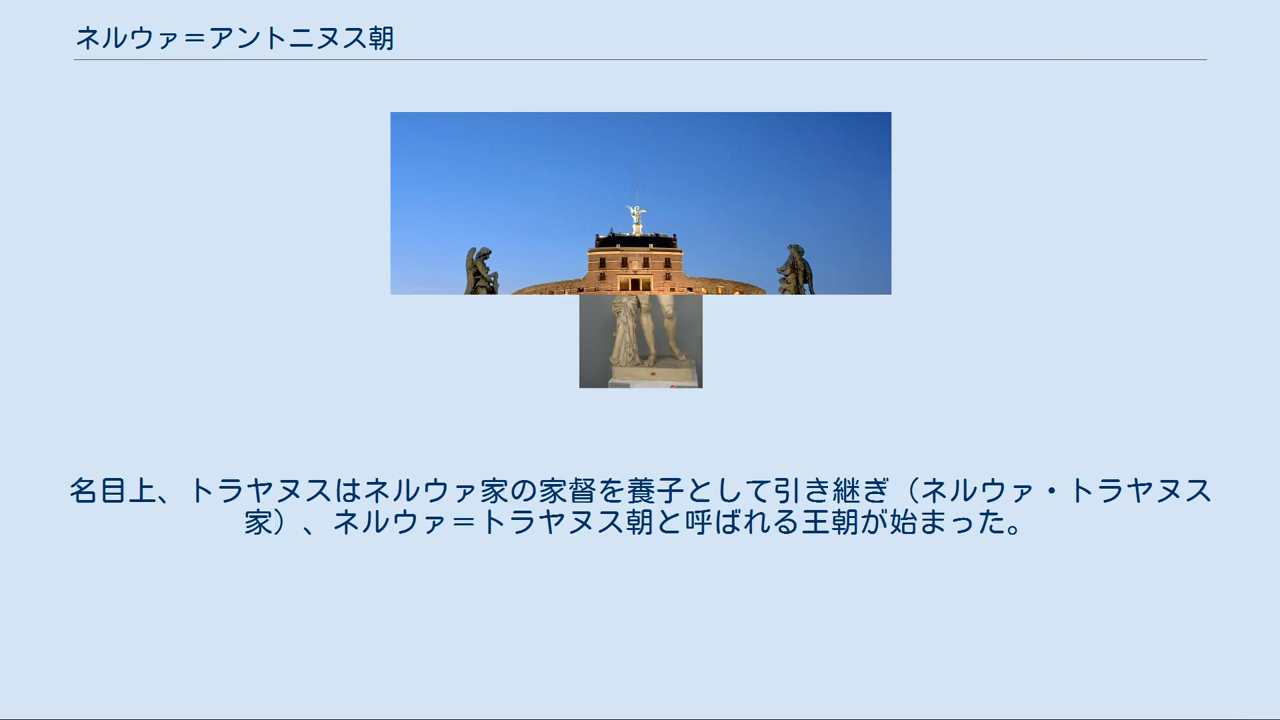 ネルウァ＝アントニヌス朝
名目上、トラヤヌスはネルウァ家の家督を養子として引き継ぎ（ネルウァ・トラヤヌス
家）、ネルウァ＝トラヤヌス朝と呼ばれる王朝が始まった。